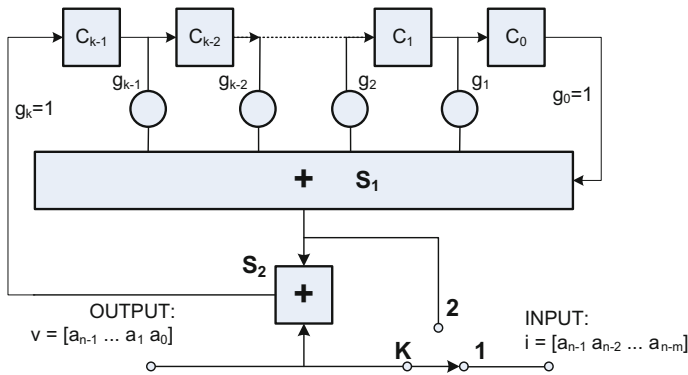 C_{k-1} C_{k-2} C_1 C_0
g_{k-1} g_{k-2} g_2 g_1
g_k=1 g_0=1
+ S_1
S_2
+
2
OUTPUT:
v = [a_{n-1} ... a_1 a_0]
INPUT:
i = [a_{n-1} a_{n-2} ... a_{n-m}]
K 1